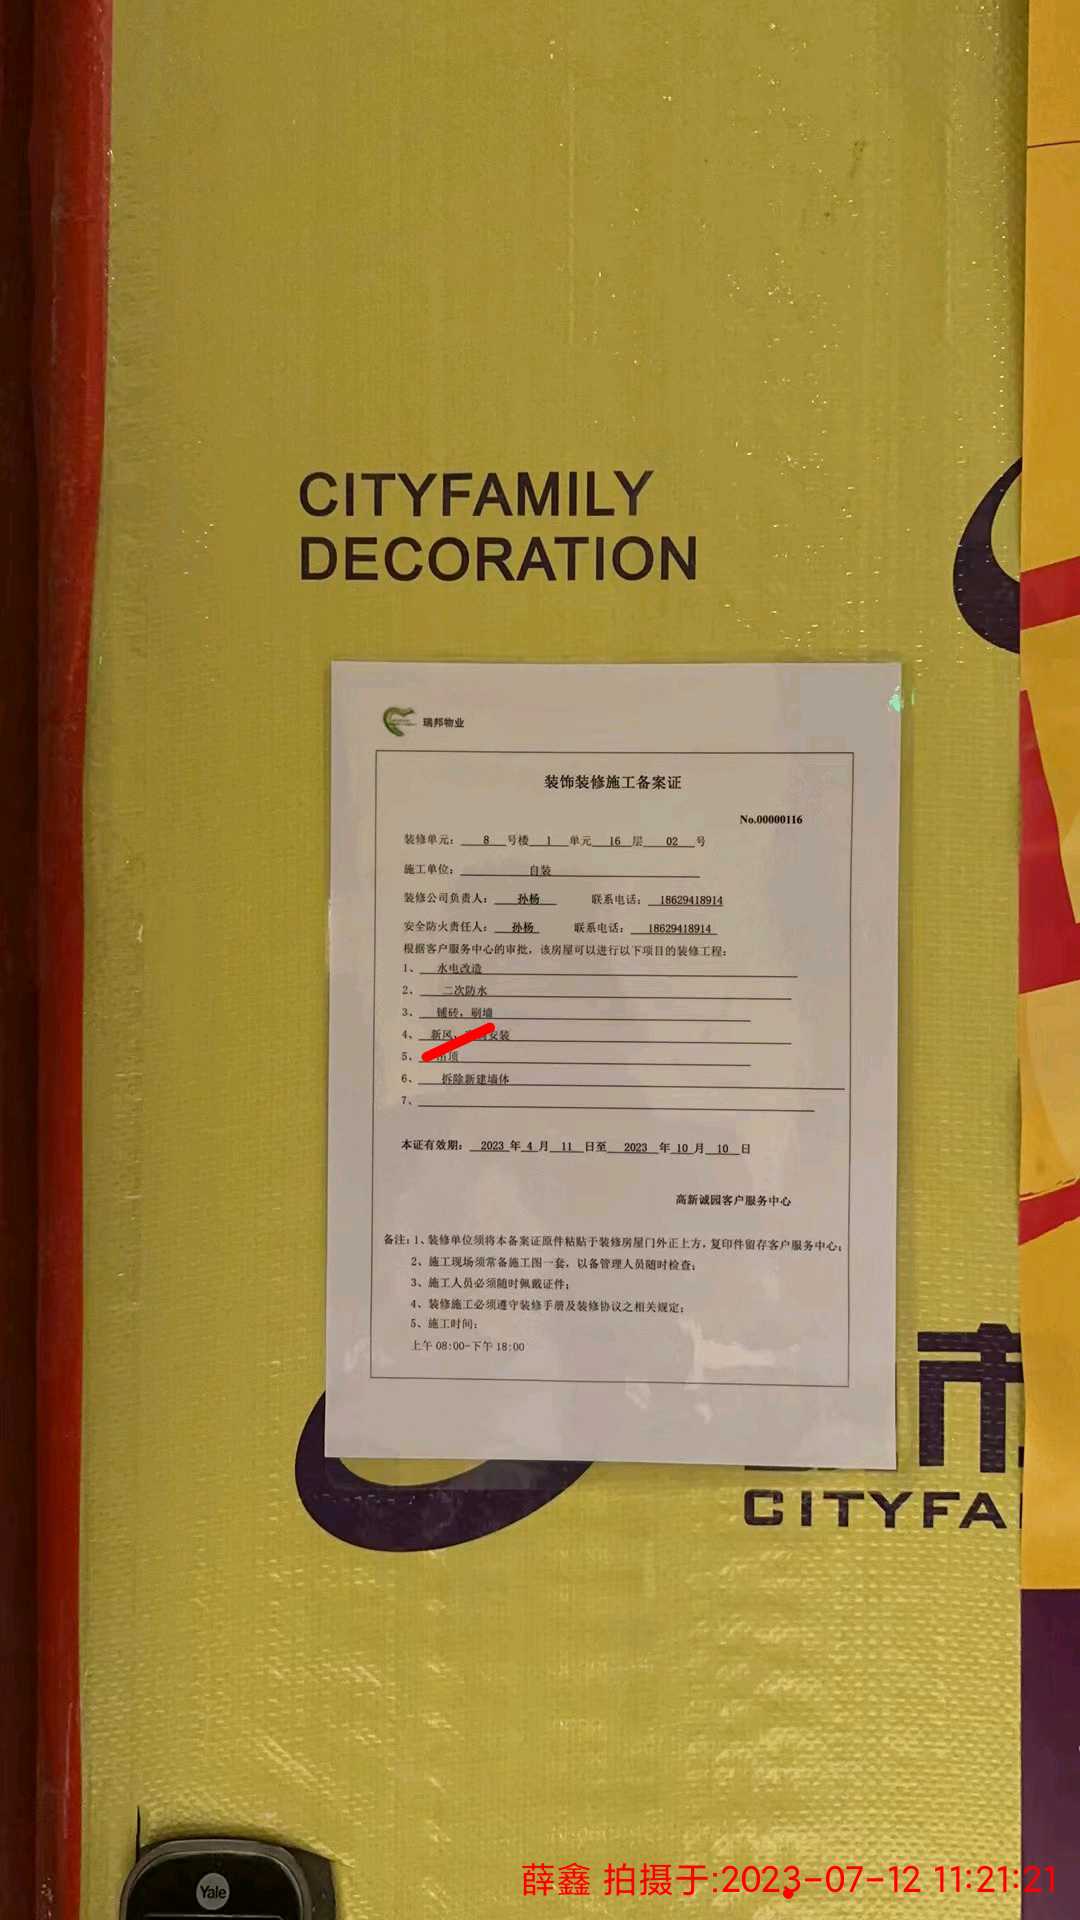 CITYFAMILY
DECORATION
瑞邦物业
装饰装修施工备案证
No.00000116
装修单元: 8 号楼 1 单元 16 层 02 号
施工单位: 自装
装修公司负责人: 孙杨 联系电话: 18629418914
安全防火责任人: 孙杨 联系电话: 18629418914
根据客户服务中心的审批，该房屋可以进行以下项目的装修工程:
1、 水电改造
2、 二次防水
3、 铺砖，刷墙
4、 新风、 安装
5、 顶
6、 拆除新建墙体
7、
本证有效期: 2023 年 4 月 11 日至 2023 年 10 月 10 日
高新诚园客户服务中心
备注: 1、装修单位须将本备案证原件粘贴于装修房屋门外正上方，复印件留存客户服务中心;
2、施工现场须常备施工图一套，以备管理人员随时检查;
3、施工人员必须随时佩戴证件;
4、装修施工必须遵守装修手册及装修协议之相关规定;
5、施工时间:
上午 08:00-下午 18:00
市
CITYFA
Yale
薛鑫 拍摄于:2023-07-12 11:21:21